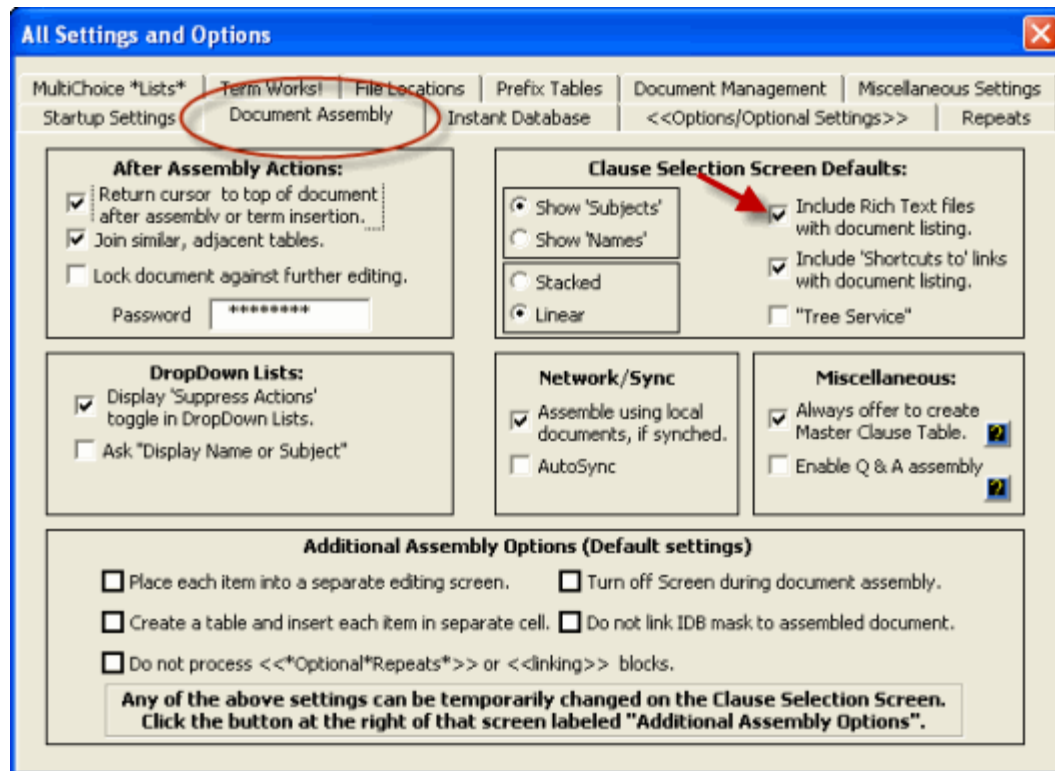 All Settings and Options
MultiChoice *Lists*
Term Works!
File Locations
Prefix Tables
Document Management
Miscellaneous Settings
Startup Settings
Document Assembly
Instant Database
<<Options/Optional Settings>>
Repeats
After Assembly Actions:
Return cursor to top of document
after assembly or term insertion.
Join similar, adjacent tables.
Lock document against further editing.
Password ********
Clause Selection Screen Defaults:
Show 'Subjects'
Show 'Names'
Stacked
Linear
Include Rich Text files
with document listing.
Include 'Shortcuts to' links
with document listing.
"Tree Service"
DropDown Lists:
Display 'Suppress Actions'
toggle in DropDown Lists.
Ask "Display Name or Subject"
Network/Sync
Assemble using local
documents, if synched.
AutoSync
Miscellaneous:
Always offer to create
Master Clause Table. ?
Enable Q & A assembly
?
Additional Assembly Options (Default settings)
Place each item into a separate editing screen.
Turn off Screen during document assembly.
Create a table and insert each item in separate cell.
Do not link IDB mask to assembled document.
Do not process <<*Optional*Repeats*>> or <<linking>> blocks.
Any of the above settings can be temporarily changed on the Clause Selection Screen.
Click the button at the right of that screen labeled "Additional Assembly Options".